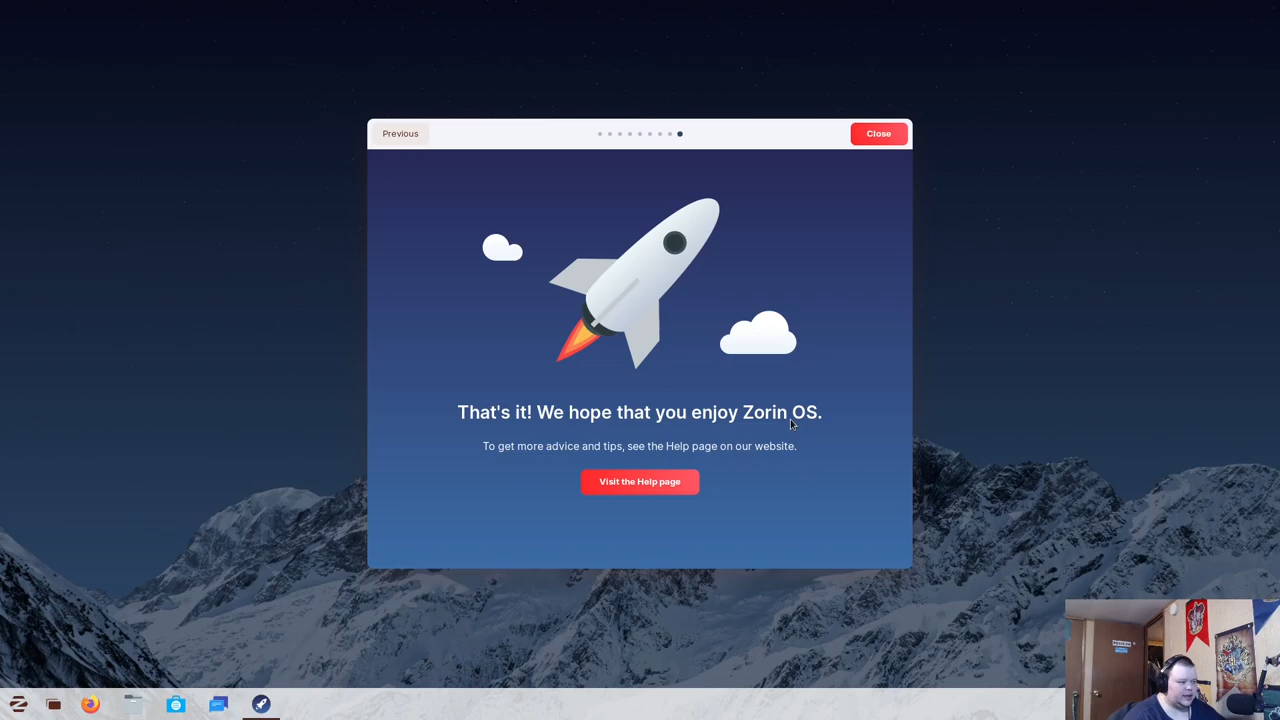 Previous
Close
That's it! We hope that you enjoy Zorin OS.
To get more advice and tips, see the Help page on our website.
Visit the Help page